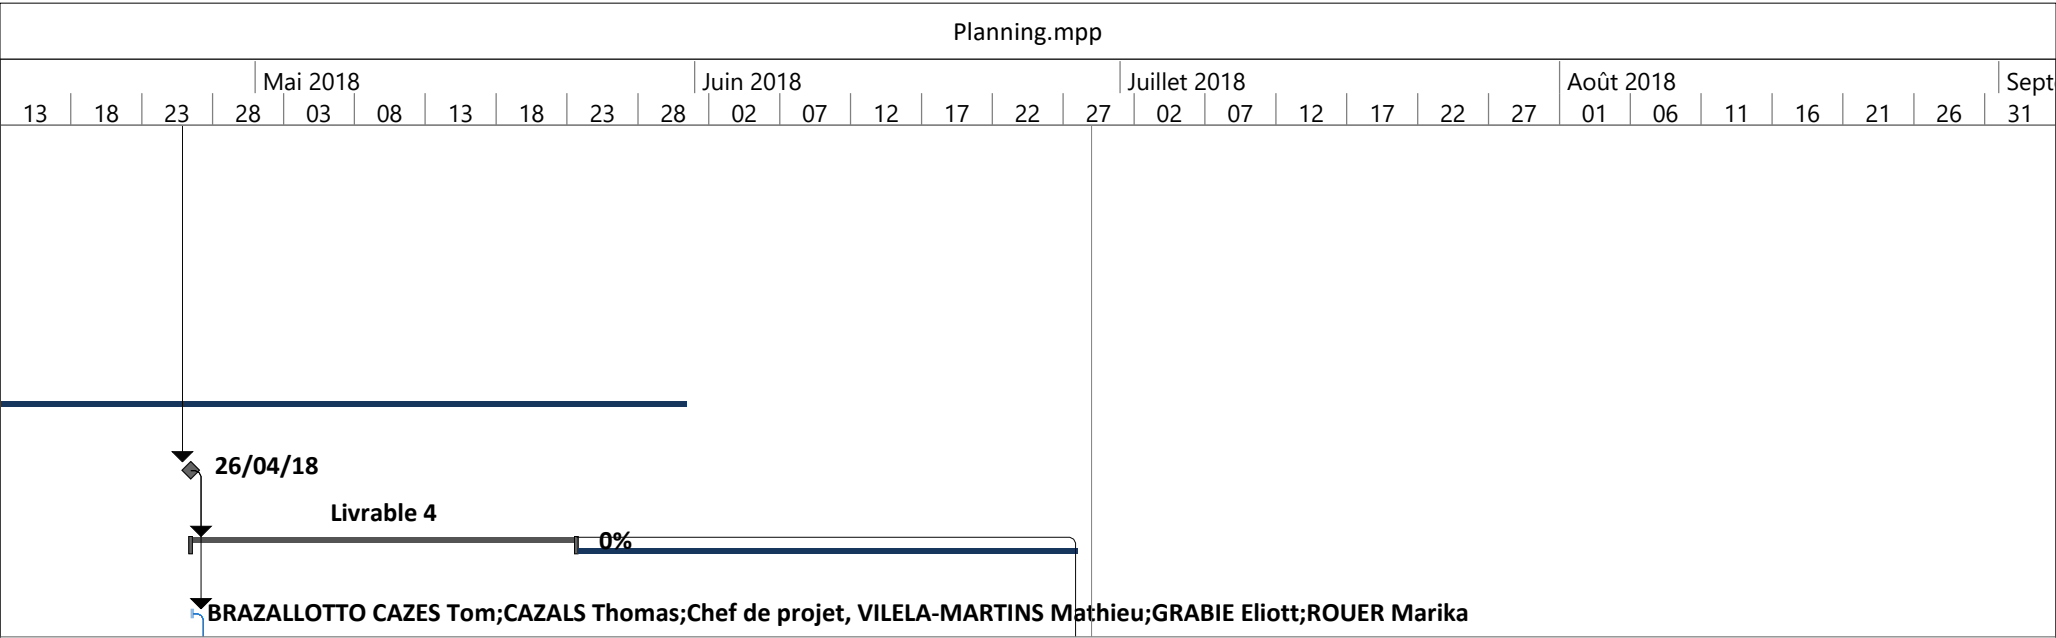 Planning.mpp
Mai 2018 Juin 2018 Juillet 2018 Août 2018 Sept
13 18 23 28 03 08 13 18 23 28 02 07 12 17 22 27 02 07 12 17 22 27 01 06 11 16 21 26 31
26/04/18
Livrable 4
0%
BRAZALLOTTO CAZES Tom;CAZALS Thomas;Chef de projet, VILELA-MARTINS Mathieu;GRABIE Eliott;ROUER Marika